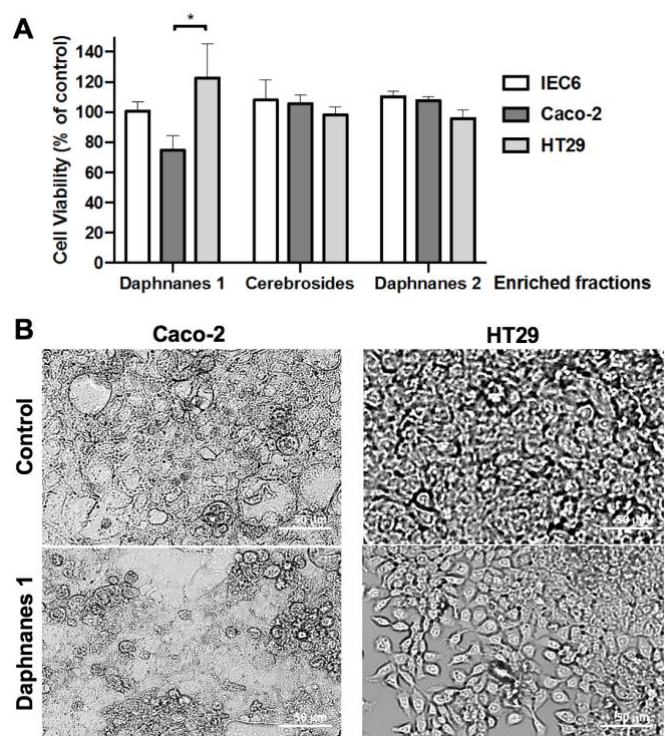 A
*
Cell Viability (% of control)
140
120
100
80
60
40
20
0
IEC6
Caco-2
HT29
Daphnanes 1 Cerebrosides Daphnanes 2 Enriched fractions
B
Caco-2 HT29
Control
50 µm 50 µm
Daphnanes 1
50 µm 50 µm